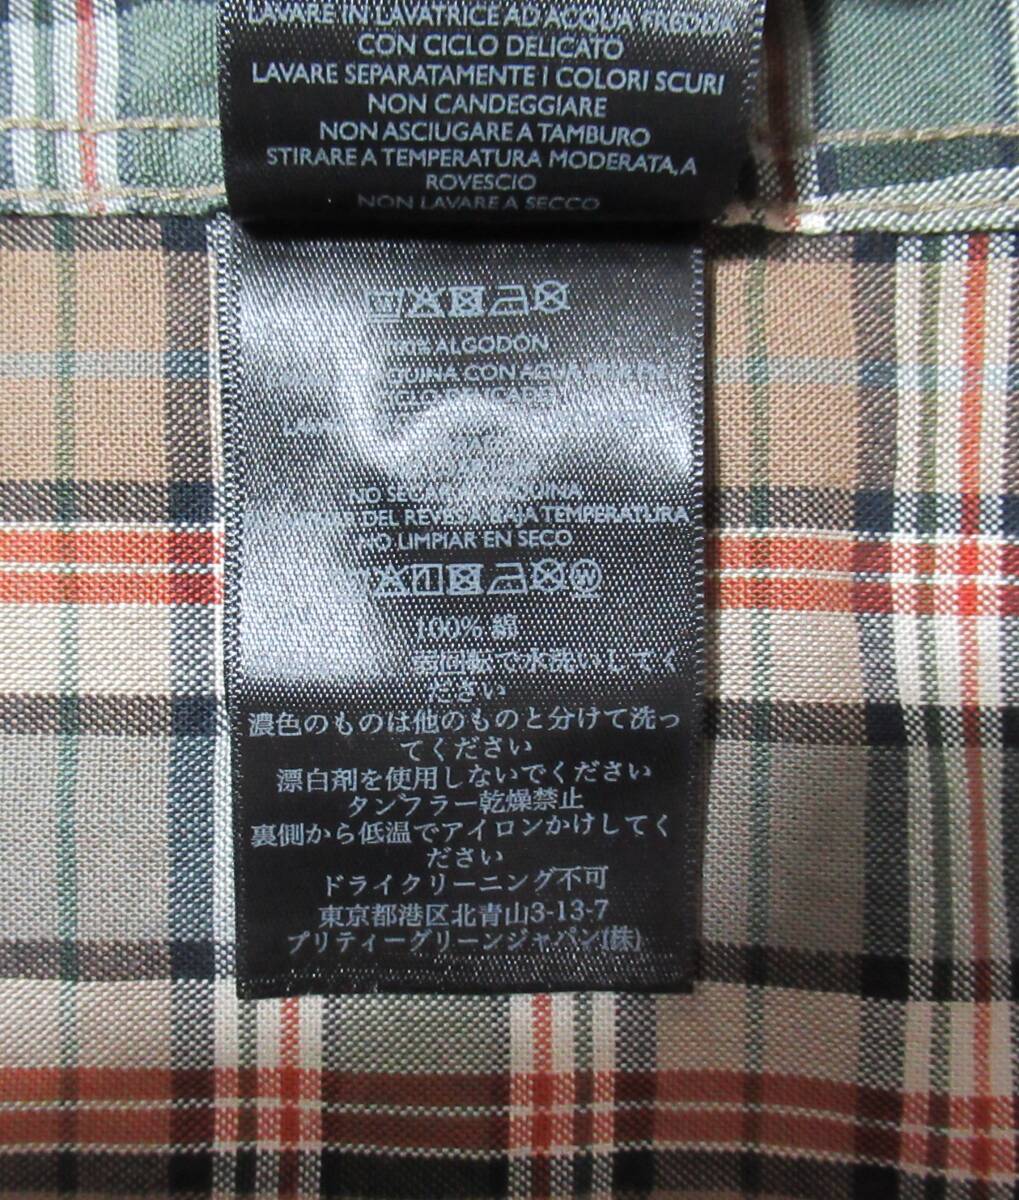 LAVARE IN LAVATRICE AD ACQUA FREDDA
CON CICLO DELICATO
LAVARE SEPARATAMENTE I COLORI SCURI
NON CANDEGGIARE
NON ASCIUGARE A TAMBURO
STIRARE A TEMPERATURA MODERATA, A
ROVESCIO
NON LAVARE A SECCO
ALGODÓN
CON AGUA
NO SECAR
DEL REVES A BAJA TEMPERATURA
NO LIMPIAR EN SECO
100% 綿
弱回転で水洗いしてく
ださい
濃色のものは他のものと分けて洗っ
てください
漂白剤を使用しないでください
タンプラー乾燥禁止
裏側から低温でアイロンかけしてく
ださい
ドライクリーニング不可
東京都港区北青山3-13-7
プリティーグリーンジャパン(株)